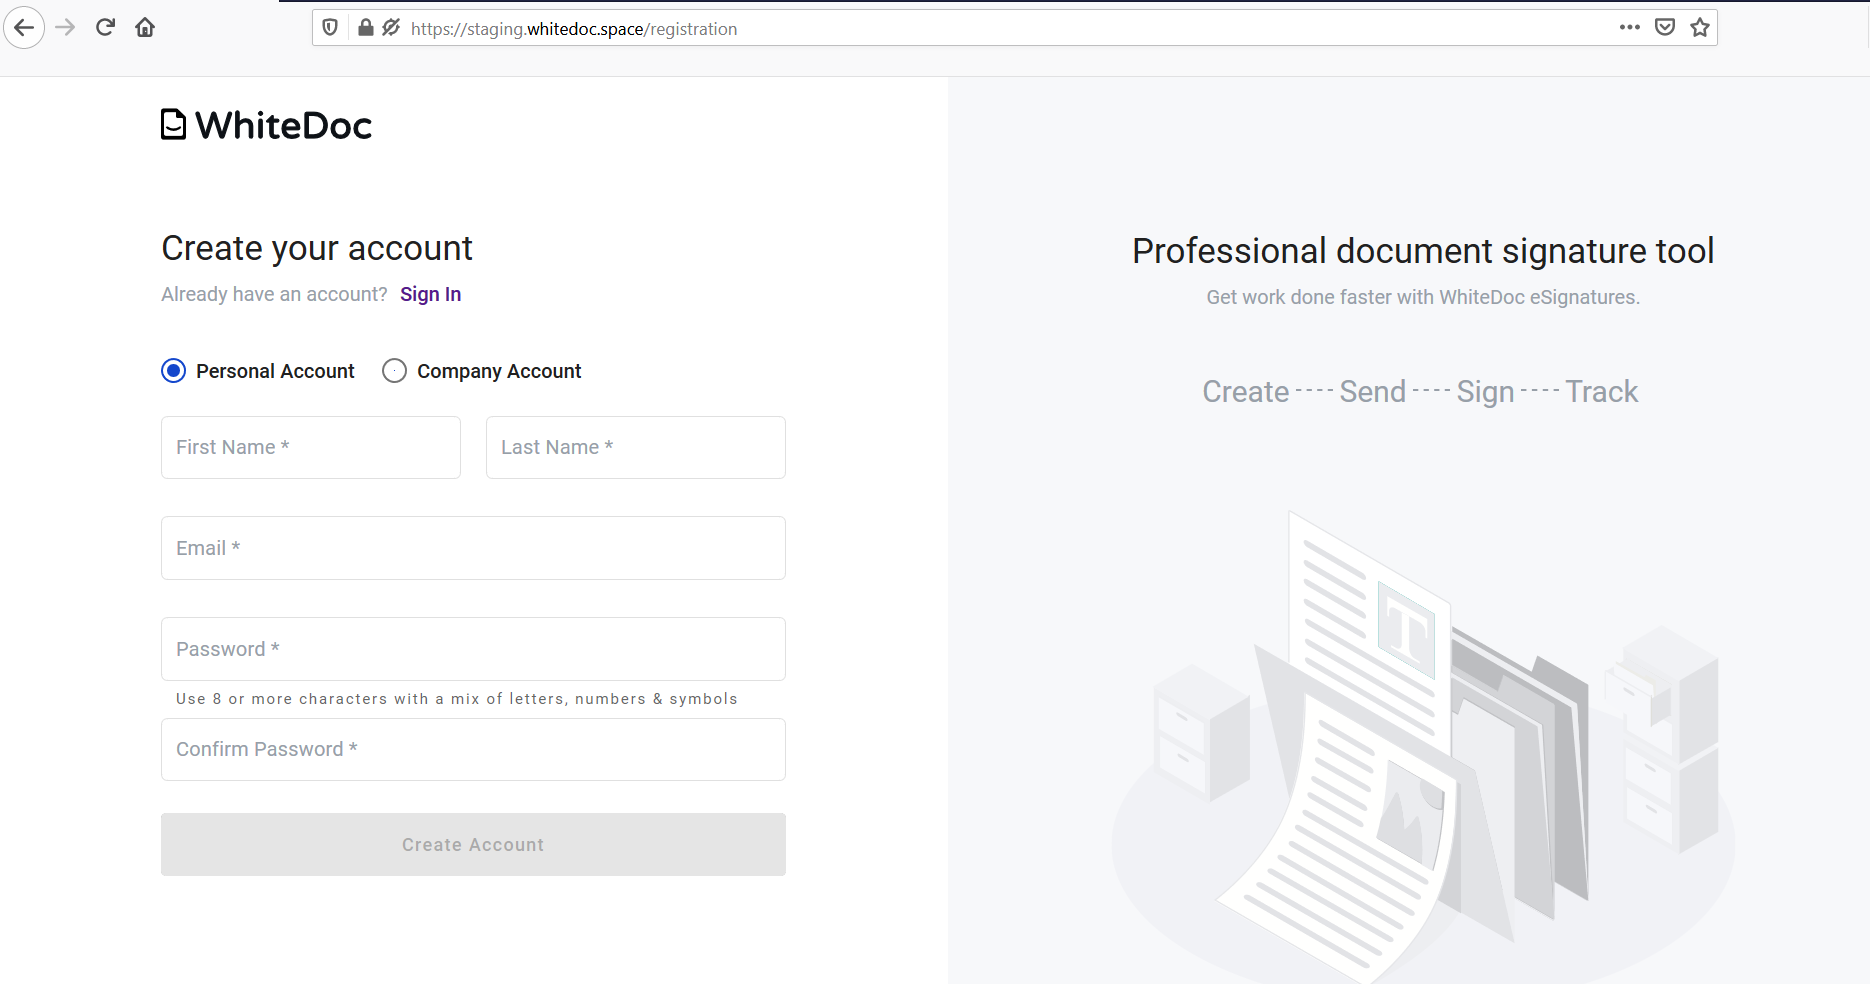 https://staging.whitedoc.space/registration
WhiteDoc
Create your account
Already have an account? Sign In
Personal Account Company Account
First Name * Last Name *
Email *
Password *
Use 8 or more characters with a mix of letters, numbers & symbols
Confirm Password *
Create Account
Professional document signature tool
Get work done faster with WhiteDoc eSignatures.
Create ---- Send ---- Sign ---- Track
T